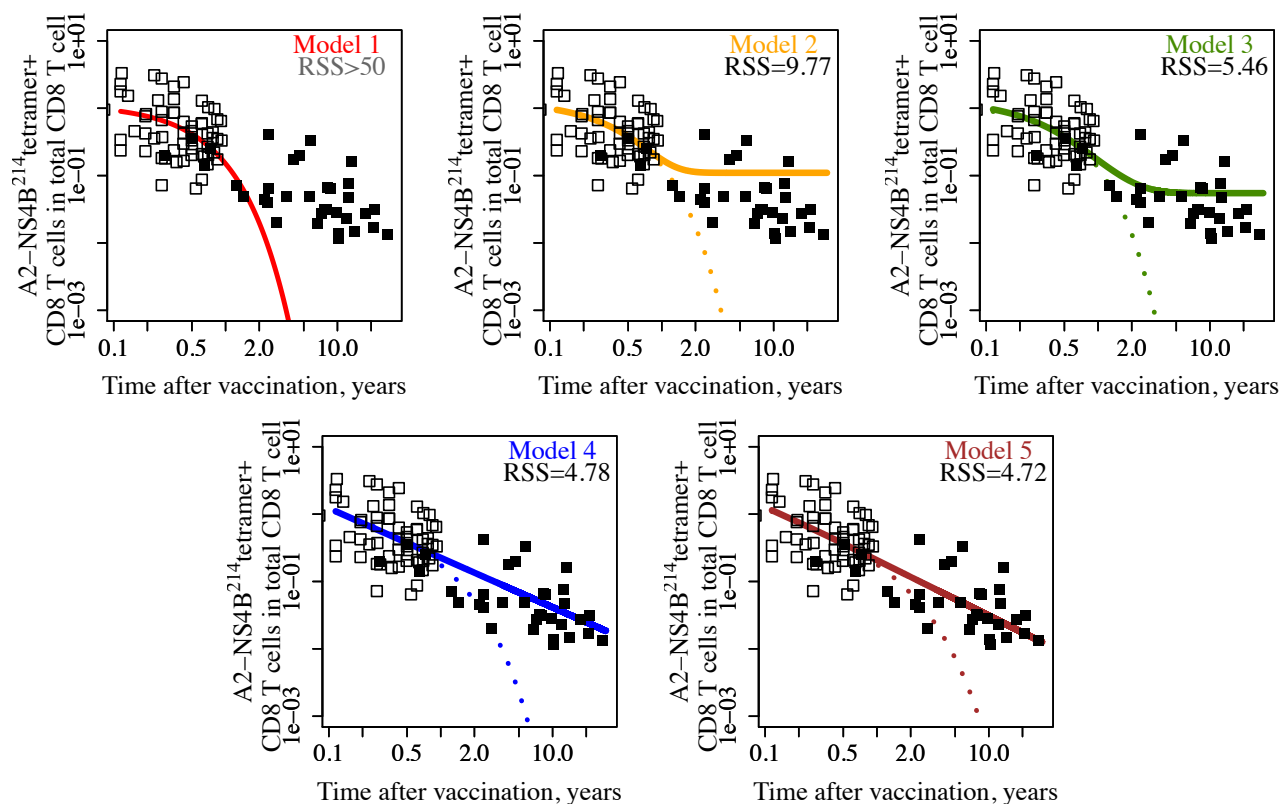 Model 1
RSS>50
A2−NS4B²¹⁴tetramer+
CD8 T cells in total CD8 T cell
1e+01
1e−01
1e−03
0.1 0.5 2.0 10.0
Time after vaccination, years
Model 2
RSS=9.77
A2−NS4B²¹⁴tetramer+
CD8 T cells in total CD8 T cell
1e+01
1e−01
1e−03
0.1 0.5 2.0 10.0
Time after vaccination, years
Model 3
RSS=5.46
A2−NS4B²¹⁴tetramer+
CD8 T cells in total CD8 T cell
1e+01
1e−01
1e−03
0.1 0.5 2.0 10.0
Time after vaccination, years
Model 4
RSS=4.78
A2−NS4B²¹⁴tetramer+
CD8 T cells in total CD8 T cell
1e+01
1e−01
1e−03
0.1 0.5 2.0 10.0
Time after vaccination, years
Model 5
RSS=4.72
A2−NS4B²¹⁴tetramer+
CD8 T cells in total CD8 T cell
1e+01
1e−01
1e−03
0.1 0.5 2.0 10.0
Time after vaccination, years